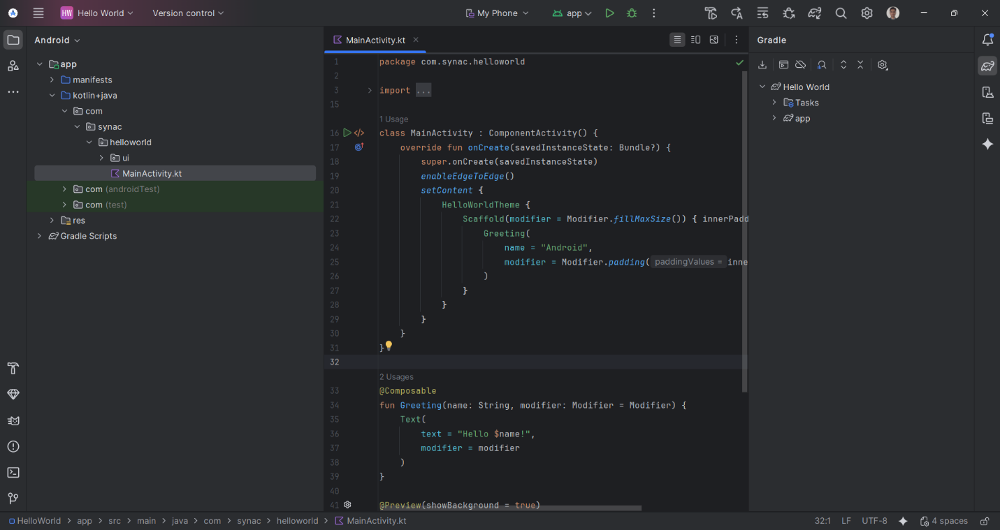 HW Hello World
Version control
My Phone
app
Android
app
manifests
kotlin+java
com
synac
helloworld
ui
MainActivity.kt
com (androidTest)
com (test)
res
Gradle Scripts
MainActivity.kt
1 package com.synac.helloworld
2
3 import ...
15
1 Usage
16 class MainActivity : ComponentActivity() {
17 override fun onCreate(savedInstanceState: Bundle?) {
18 super.onCreate(savedInstanceState)
19 enableEdgeToEdge()
20 setContent {
21 HelloWorldTheme {
22 Scaffold(modifier = Modifier.fillMaxSize()) { innerPadd
23 Greeting(
24 name = "Android",
25 modifier = Modifier.padding( paddingValues = inne
26 )
27 }
28 }
29 }
30 }
31 }
32
2 Usages
33 @Composable
34 fun Greeting(name: String, modifier: Modifier = Modifier) {
35 Text(
36 text = "Hello $name!",
37 modifier = modifier
38 )
39 }
40
41 @Preview(showBackground = true)
Gradle
Hello World
Tasks
app
HelloWorld > app > src > main > java > com > synac > helloworld > MainActivity.kt
32:1 LF UTF-8 4 spaces